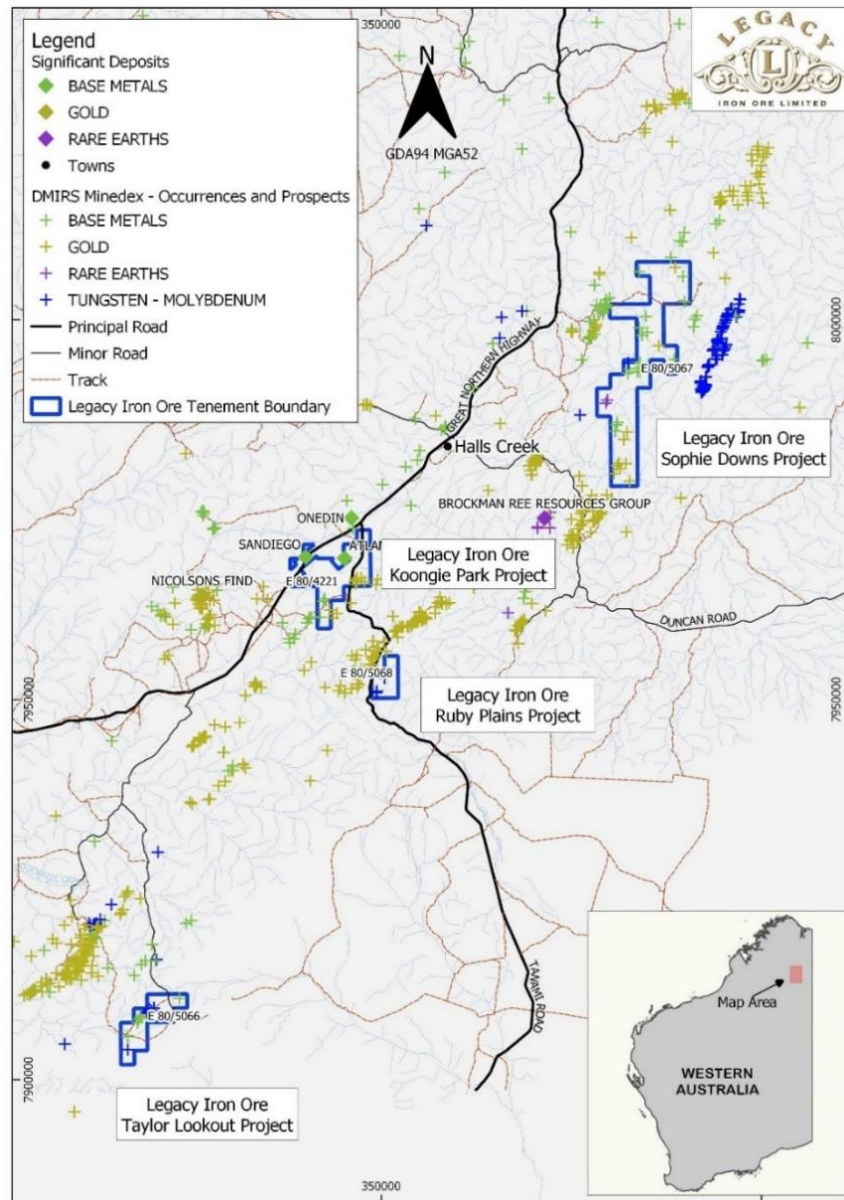 350000
LEGACY
L
IRON ORE LIMITED
Legend
Significant Deposits
BASE METALS
GOLD
RARE EARTHS
Towns
DMIRS Minedex - Occurrences and Prospects
BASE METALS
GOLD
RARE EARTHS
TUNGSTEN - MOLYBDENUM
Principal Road
Minor Road
Track
Legacy Iron Ore Tenement Boundary
N
GDA94 MGA52
8000000
GREAT NORTHERN HIGHWAY
E 80/5067
Legacy Iron Ore
Sophie Downs Project
Halls Creek
BROCKMAN REE RESOURCES GROUP
ONEDIN
SANDIEGO
ATLAN
Legacy Iron Ore
Koongie Park Project
NICOLSONS FIND
E 80/4221
DUNCAN ROAD
E 80/5068
Legacy Iron Ore
Ruby Plains Project
7950000
7950000
TANAMI ROAD
E 80/5066
Legacy Iron Ore
Taylor Lookout Project
7900000
Map Area
WESTERN
AUSTRALIA
350000